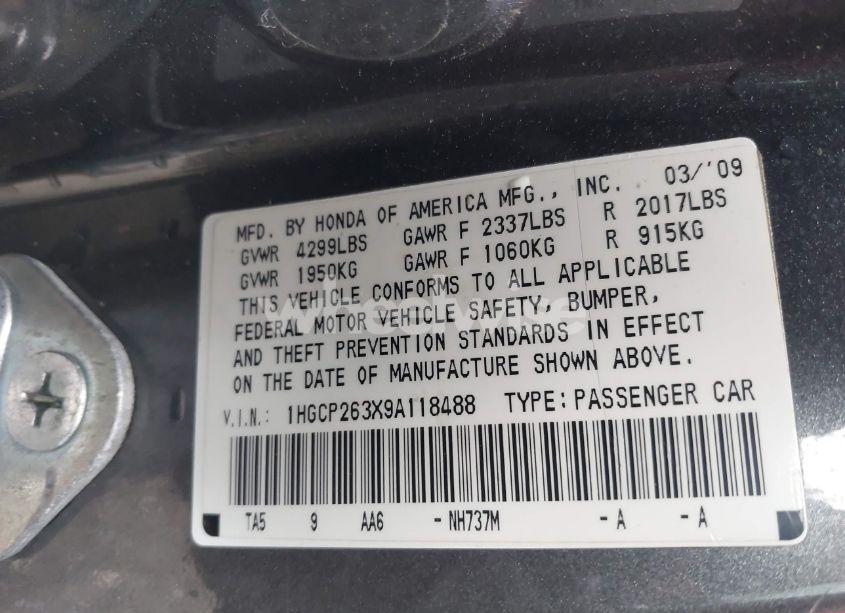 MFD. BY HONDA OF AMERICA MFG., INC. 03/'09
GVWR 4299LBS GAWR F 2337LBS R 2017LBS
GVWR 1950KG GAWR F 1060KG R 915KG
THIS VEHICLE CONFORMS TO ALL APPLICABLE
FEDERAL MOTOR VEHICLE SAFETY, BUMPER,
AND THEFT PREVENTION STANDARDS IN EFFECT
ON THE DATE OF MANUFACTURE SHOWN ABOVE.
V.I.N.: 1HGCP263X9A118488 TYPE: PASSENGER CAR
TA5 9 AA6 - NH737M - A - A